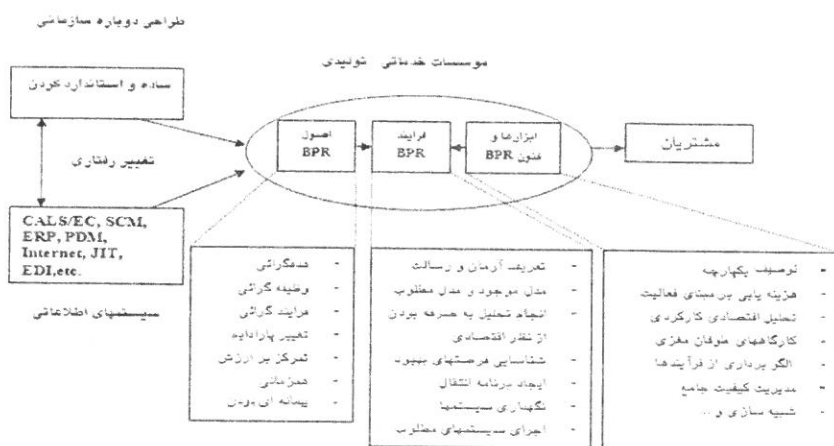 طراحی دوباره سازمانی
موسسات خدماتی تولیدی
ساده و استاندارد کردن
تغییر رفتاری
CALS/EC, SCM,
ERP, PDM,
Internet, JIT,
EDI,etc.
سیستمهای اطلاعاتی
اصول
BPR
فرایند
BPR
ابزارها و
فنون BPR
مشتریان
- هدفگرائی
- وظیفه گرائی
- فرایند گرائی
- تغییر پارادایم
- تمرکز بر ارزش
- همزمانی
- پیمانه ای بودن
- تعریف آرمان و رسالت
- مدل موجود و مدل مطلوب
- انجام تحلیل به صرفه بودن
از نظر اقتصادی
- شناسایی فرصتهای بهبود
- ایجاد برنامه انتقال
- نگهداری سیستمها
- اجرای سیستمهای مطلوب
- توصیف یکپارچه
- هزینه یابی بر مبنای فعالیت
- تحلیل اقتصادی کارکردی
- کارگاههای طوفان مغزی
- الگو برداری از فرآیندها
- مدیریت کیفیت جامع
- شبیه سازی و ..